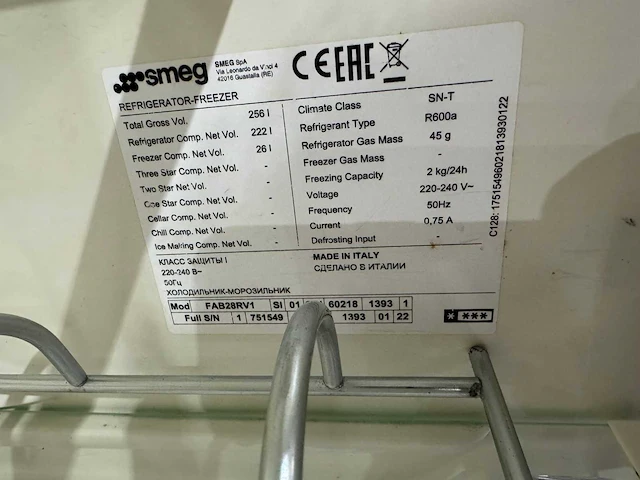 smeg
SMEG SpA
Via Leonardo da Vinci 4
42016 Guastalla (RE)
CE EAC
REFRIGERATOR-FREEZER
Total Gross Vol. 256 l
Refrigerator Comp. Net Vol. 222 l
Freezer Comp. Net Vol. 26 l
Three Star Comp. Net Vol. -
Two Star Net Vol. -
One Star Comp. Net Vol. -
Cellar Comp. Net Vol. -
Chill Comp. Net Vol. -
Ice Making Comp. Net Vol. -
Climate Class SN-T
Refrigerant Type R600a
Refrigerator Gas Mass 45 g
Freezer Gas Mass -
Freezing Capacity 2 kg/24h
Voltage 220-240 V~
Frequency 50Hz
Current 0,75 A
Defrosting Input -
КЛАСС ЗАЩИТЫ I
220-240 В~
50Гц
MADE IN ITALY
СДЕЛАНО В ИТАЛИИ
ХОЛОДИЛЬНИК-МОРОЗИЛЬНИК
Mod FAB28RV1 SI 01 60218 1393 1
Full S/N 1 751549 1393 01 22
* ***
C128: 1751549602181393 0122